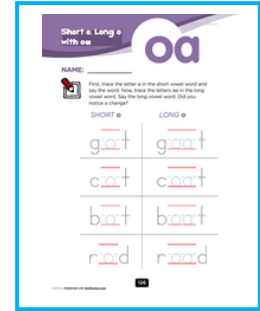 Short o, Long o
with oa
oa
NAME:
First, trace the letter o in the short vowel word and
say the word. Now, trace the letters oa in the long
vowel word. Say the long vowel word. Did you
notice a change?
SHORT o LONG o
got goat
cot coat
bot boat
rod road
126